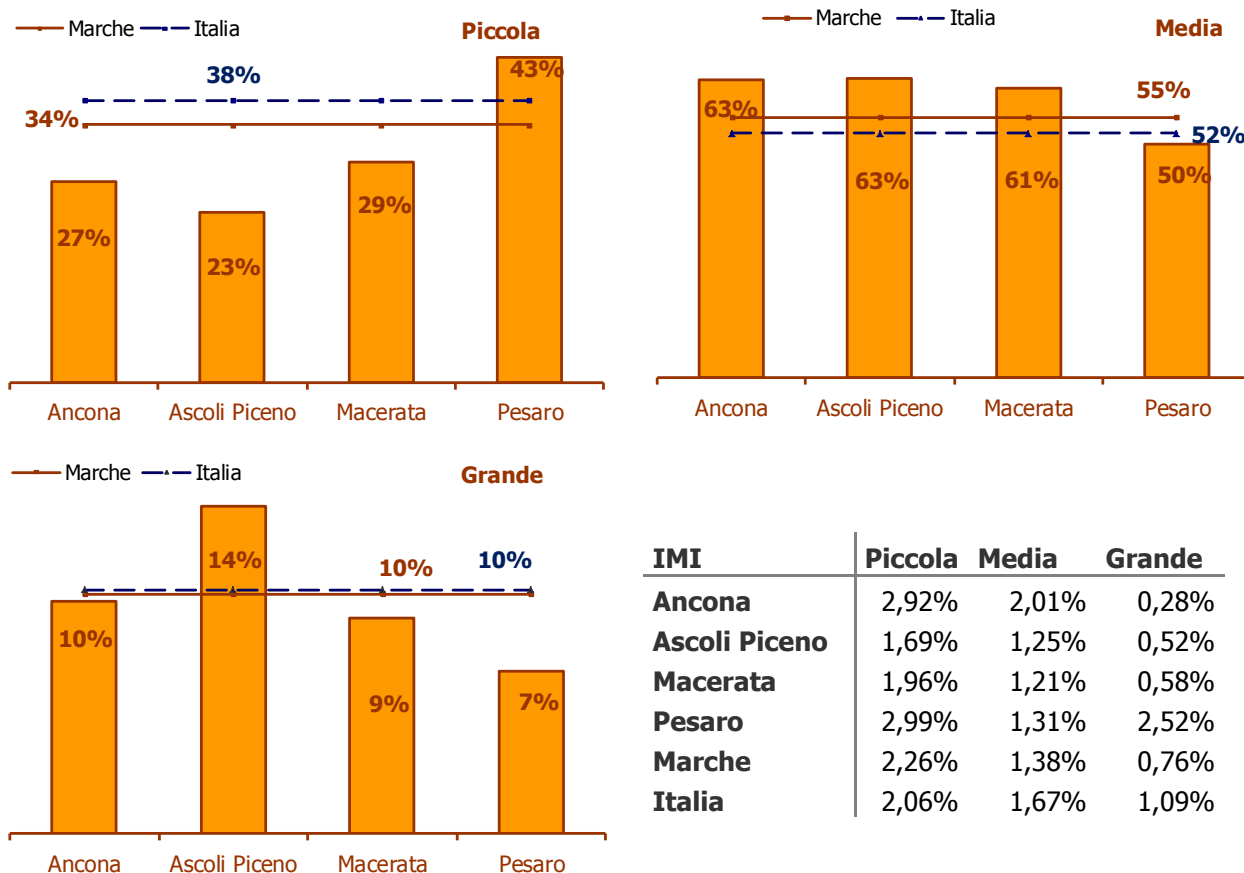 Marche Italia
Piccola
38%
34%
43%
27%
23%
29%
Ancona Ascoli Piceno Macerata Pesaro
Marche Italia
Media
55%
52%
63%
63%
61%
50%
Ancona Ascoli Piceno Macerata Pesaro
Marche Italia
Grande
14%
10%
10%
10%
9%
7%
Ancona Ascoli Piceno Macerata Pesaro
IMI Piccola Media Grande
Ancona 2,92% 2,01% 0,28%
Ascoli Piceno 1,69% 1,25% 0,52%
Macerata 1,96% 1,21% 0,58%
Pesaro 2,99% 1,31% 2,52%
Marche 2,26% 1,38% 0,76%
Italia 2,06% 1,67% 1,09%